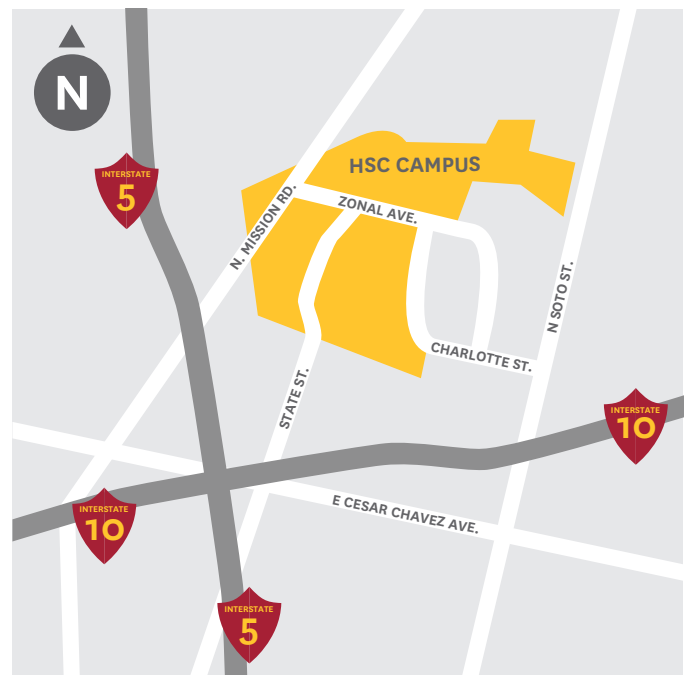 N
HSC CAMPUS
INTERSTATE
5
ZONAL AVE.
N. MISSION RD.
N SOTO ST.
CHARLOTTE ST.
STATE ST.
INTERSTATE
10
INTERSTATE
10
E CESAR CHAVEZ AVE.
INTERSTATE
5